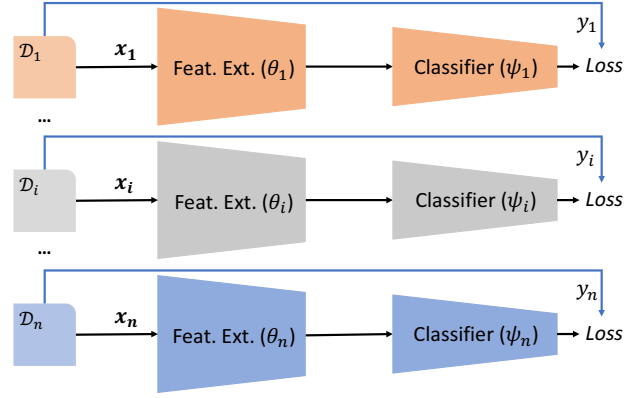 𝒟₁ 𝒙₁ Feat. Ext. (θ₁) Classifier (ψ₁) y₁ Loss
...
𝒟ᵢ 𝒙ᵢ Feat. Ext. (θᵢ) Classifier (ψᵢ) yᵢ Loss
...
𝒟ₙ 𝒙ₙ Feat. Ext. (θₙ) Classifier (ψₙ) yₙ Loss